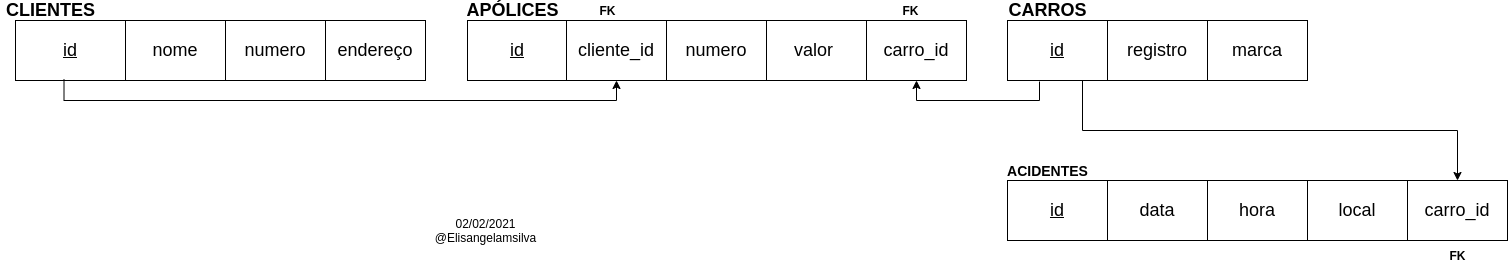 CLIENTES
id nome numero endereço
APÓLICES FK FK
id cliente_id numero valor carro_id
CARROS
id registro marca
ACIDENTES
id data hora local carro_id
FK
02/02/2021
@Elisangelamsilva